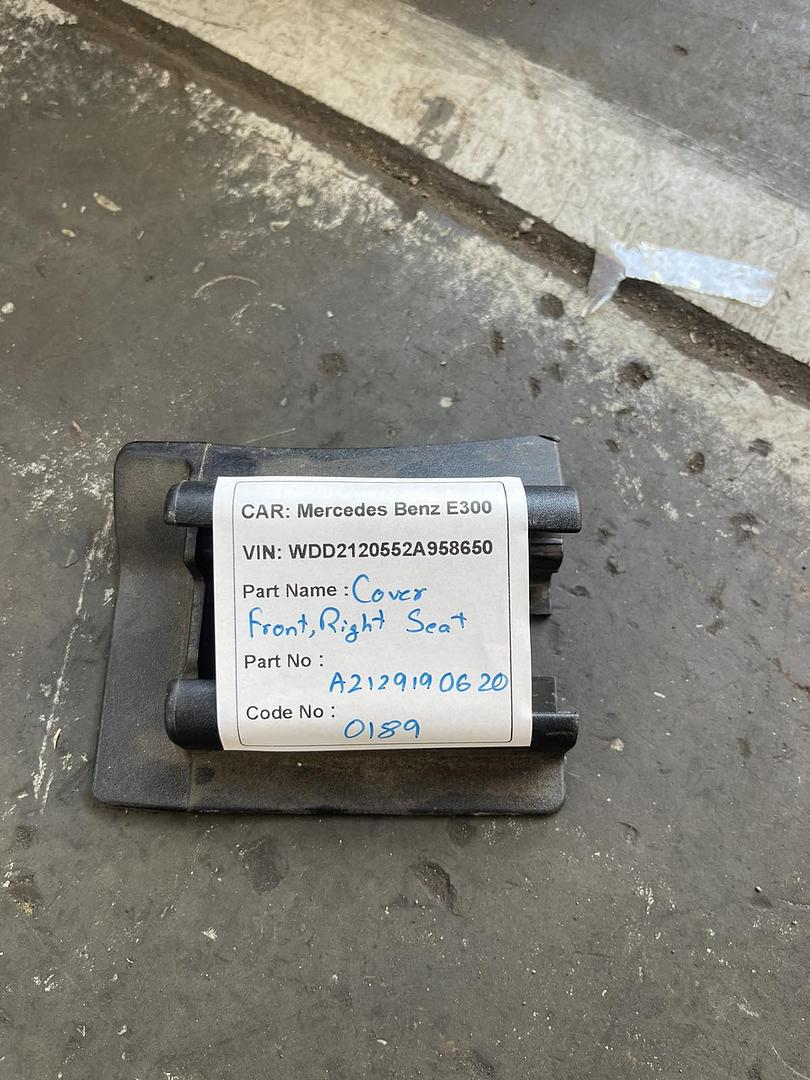 CAR: Mercedes Benz E300
VIN: WDD2120552A958650
Part Name : Cover
Front, Right Seat
Part No :
A2129190620
Code No :
0189